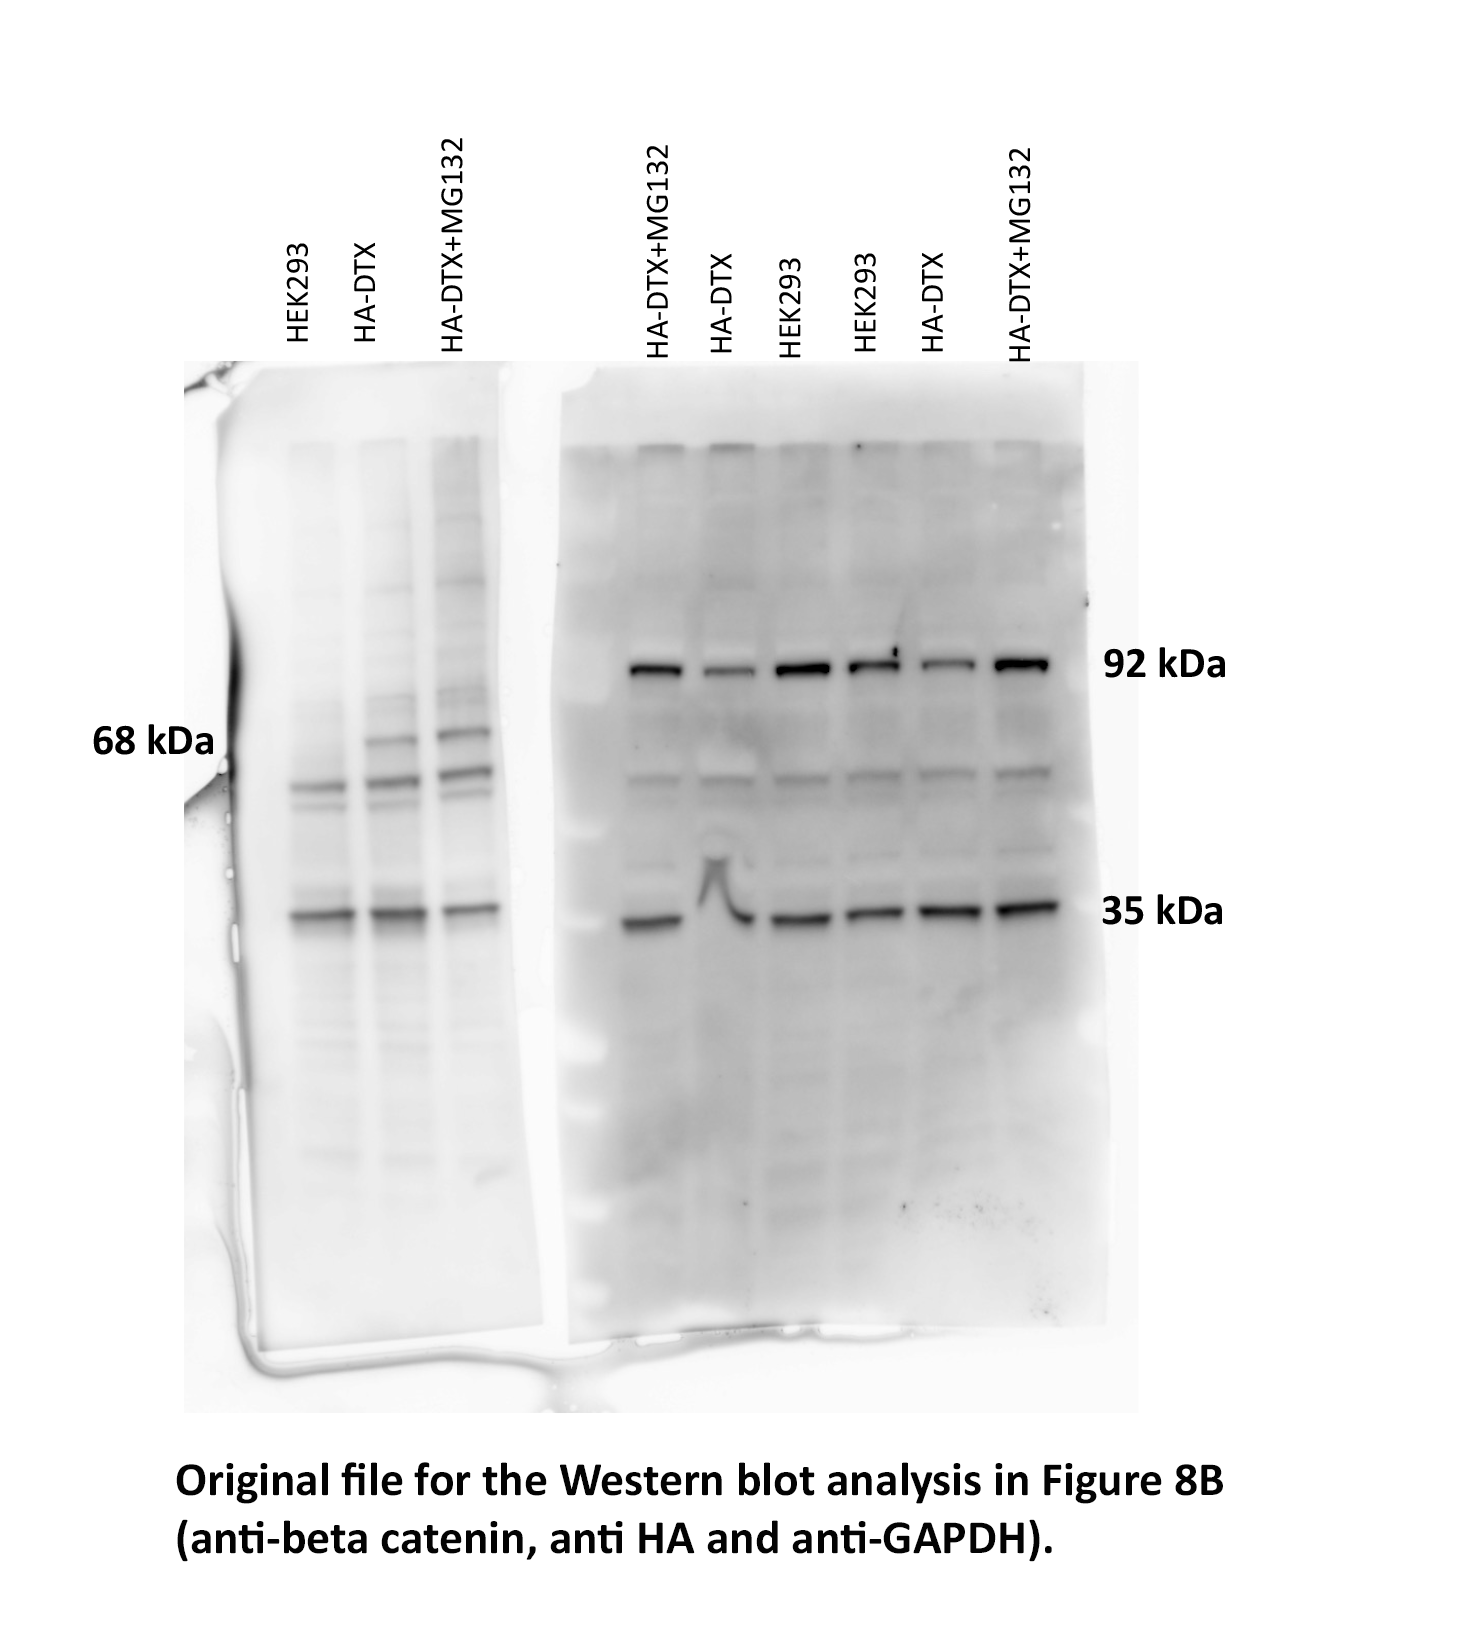 HEK293
HA-DTX
HA-DTX+MG132
HA-DTX+MG132
HA-DTX
HEK293
HEK293
HA-DTX
HA-DTX+MG132
92 kDa
68 kDa
35 kDa
Original file for the Western blot analysis in Figure 8B
(anti-beta catenin, anti HA and anti-GAPDH).